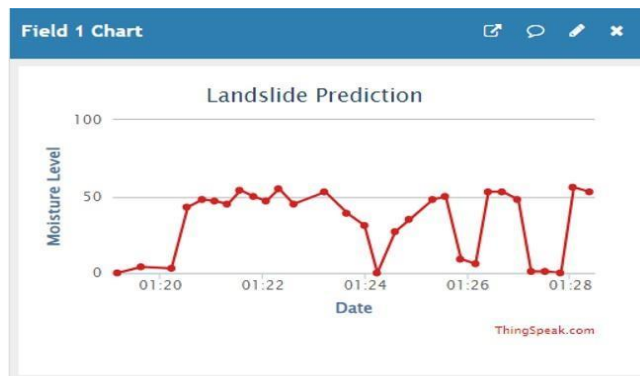 Field 1 Chart
Landslide Prediction
100
50
0
Moisture Level
01:20 01:22 01:24 01:26 01:28
Date
ThingSpeak.com